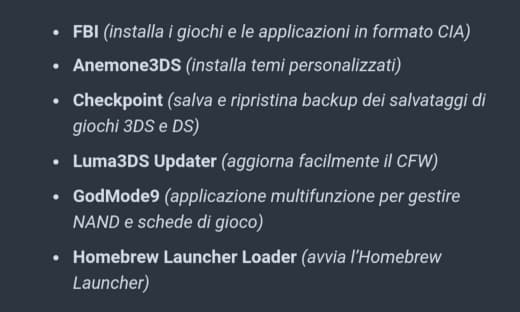 • FBI (installa i giochi e le applicazioni in formato CIA)
• Anemone3DS (installa temi personalizzati)
• Checkpoint (salva e ripristina backup dei salvataggi di
giochi 3DS e DS)
• Luma3DS Updater (aggiorna facilmente il CFW)
• GodMode9 (applicazione multifunzione per gestire
NAND e schede di gioco)
• Homebrew Launcher Loader (avvia l’Homebrew
Launcher)